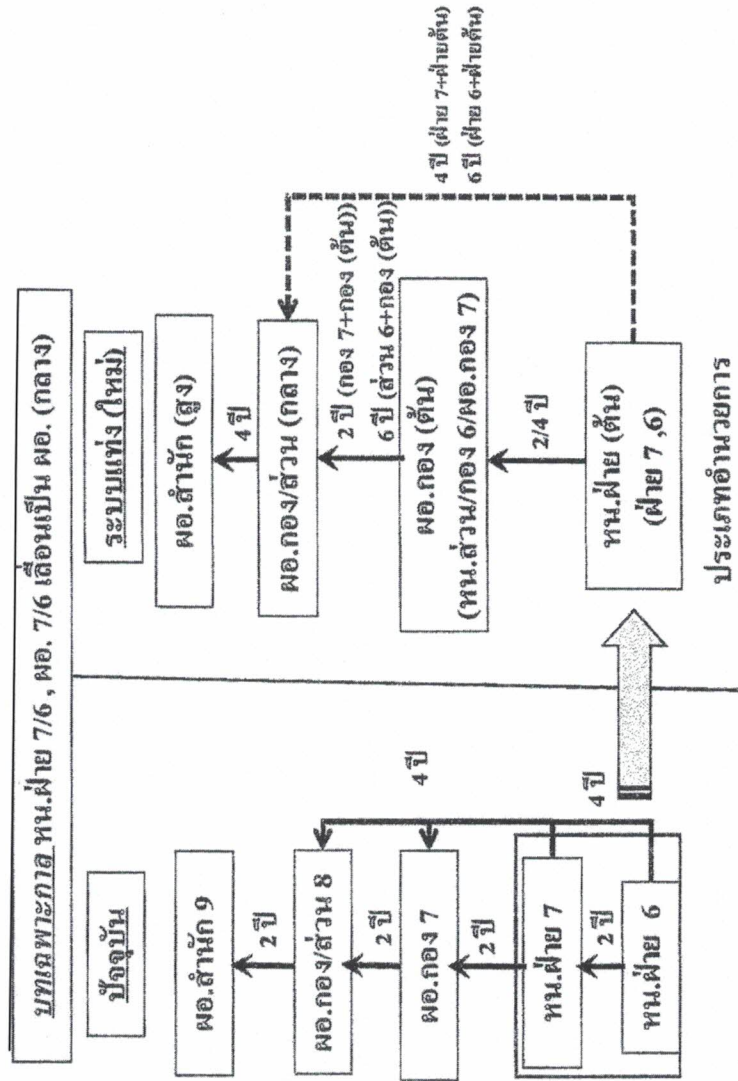 บทเฉพาะกาล หน.ฝ่าย 7/6 , ผอ. 7/6 เลื่อนเป็น ผอ. (กลาง)
ปัจจุบัน
ผอ.สำนัก 9
2 ปี
ผอ.กอง/ส่วน 8
2 ปี
4 ปี
ผอ.กอง 7
2 ปี
หน.ฝ่าย 7
2 ปี
หน.ฝ่าย 6
4 ปี
ระบบแท่ง (ใหม่)
ผอ.สำนัก (สูง)
4 ปี
ผอ.กอง/ส่วน (กลาง)
2 ปี (กอง 7+กอง (ต้น))
6 ปี (ส่วน 6+กอง (ต้น))
ผอ.กอง (ต้น)
(หน.ส่วน/กอง 6/ผอ.กอง 7)
2/4 ปี
หน.ฝ่าย (ต้น)
(ฝ่าย 7 ,6)
4 ปี (ฝ่าย 7+ฝ่ายต้น)
6 ปี (ฝ่าย 6+ฝ่ายต้น)
ประเภทอำนวยการ